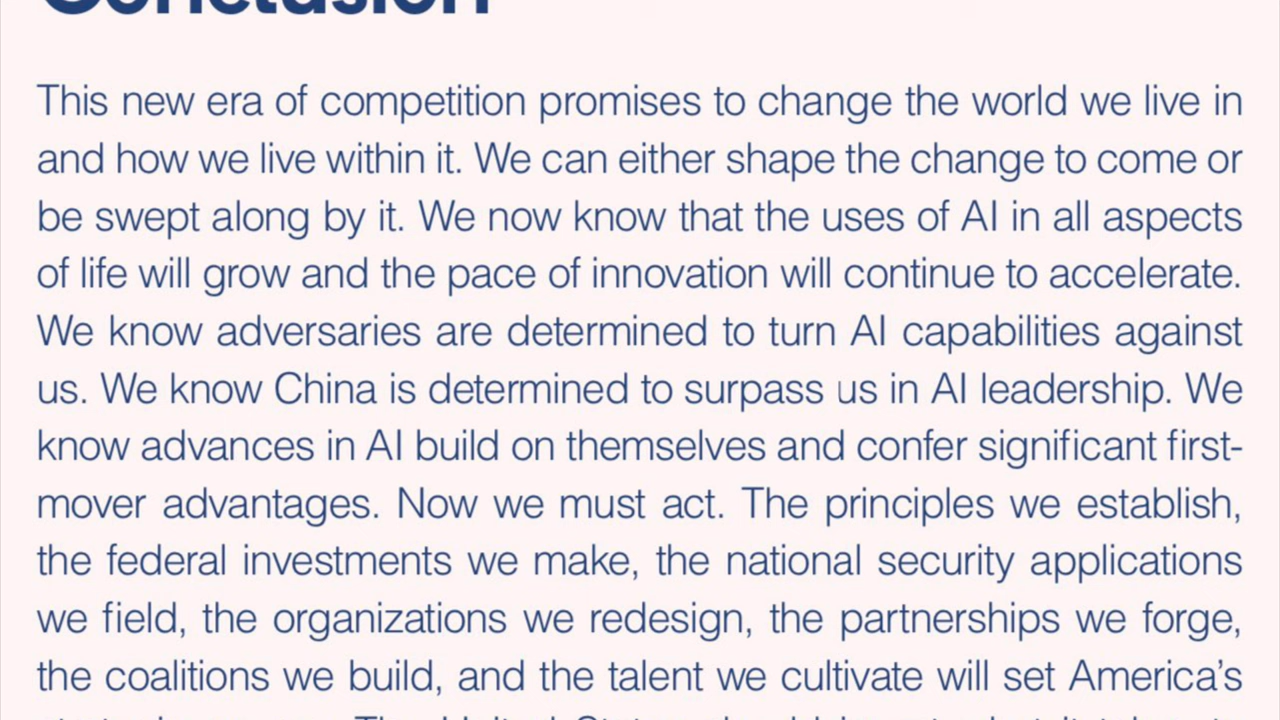 Conclusion
This new era of competition promises to change the world we live in
and how we live within it. We can either shape the change to come or
be swept along by it. We now know that the uses of AI in all aspects
of life will grow and the pace of innovation will continue to accelerate.
We know adversaries are determined to turn AI capabilities against
us. We know China is determined to surpass us in AI leadership. We
know advances in AI build on themselves and confer significant first-
mover advantages. Now we must act. The principles we establish,
the federal investments we make, the national security applications
we field, the organizations we redesign, the partnerships we forge,
the coalitions we build, and the talent we cultivate will set America’s